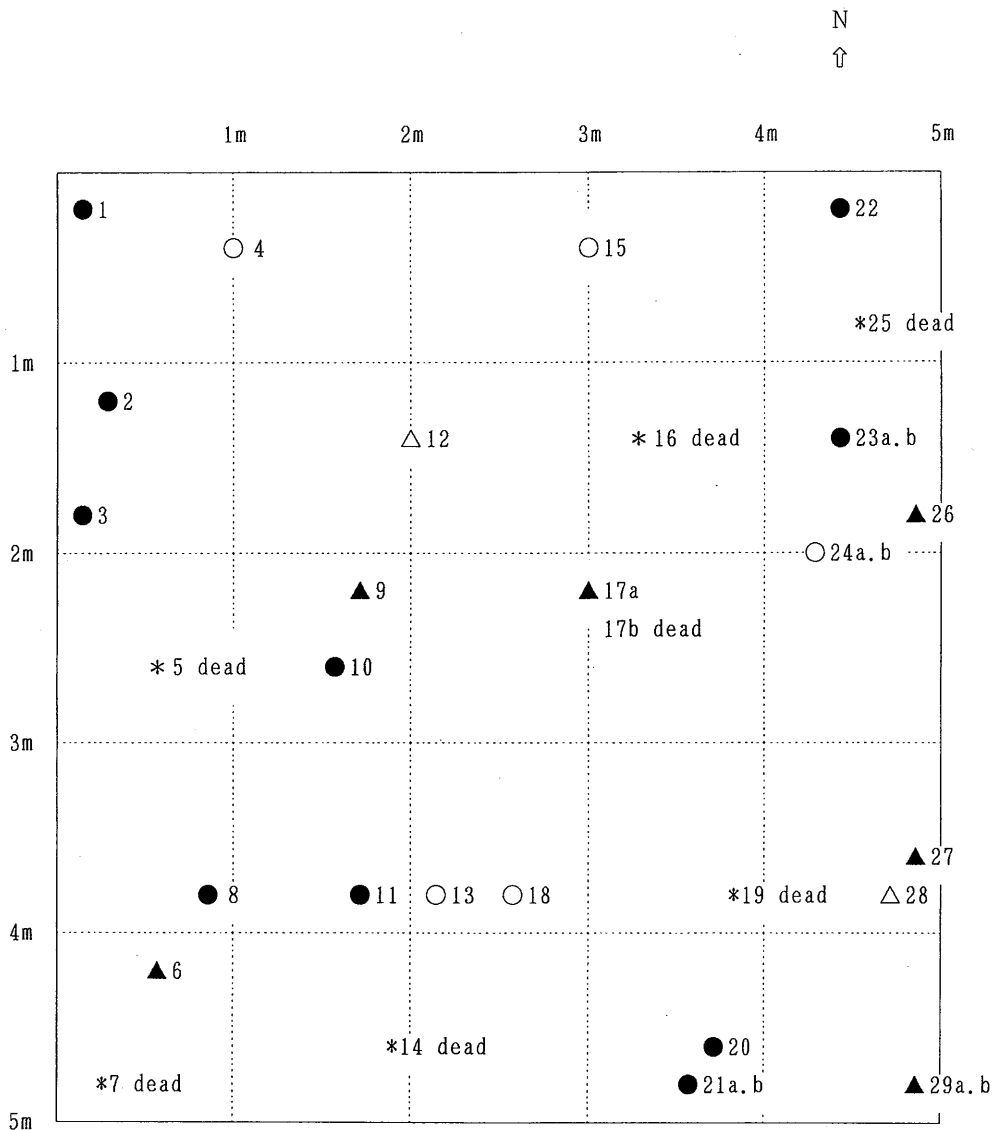 N
⇧
1m 2m 3m 4m 5m
● 1 ● 22
○ 4 ○ 15
*25 dead
1m
● 2
△ 12 * 16 dead ● 23a.b
● 3 ▲ 26
2m ○ 24a.b
▲ 9 ▲ 17a
17b dead
* 5 dead ● 10
3m
▲ 27
● 8 ● 11 ○ 13 ○ 18 *19 dead △ 28
4m
▲ 6
*14 dead ● 20
*7 dead ● 21a.b ▲ 29a.b
5m